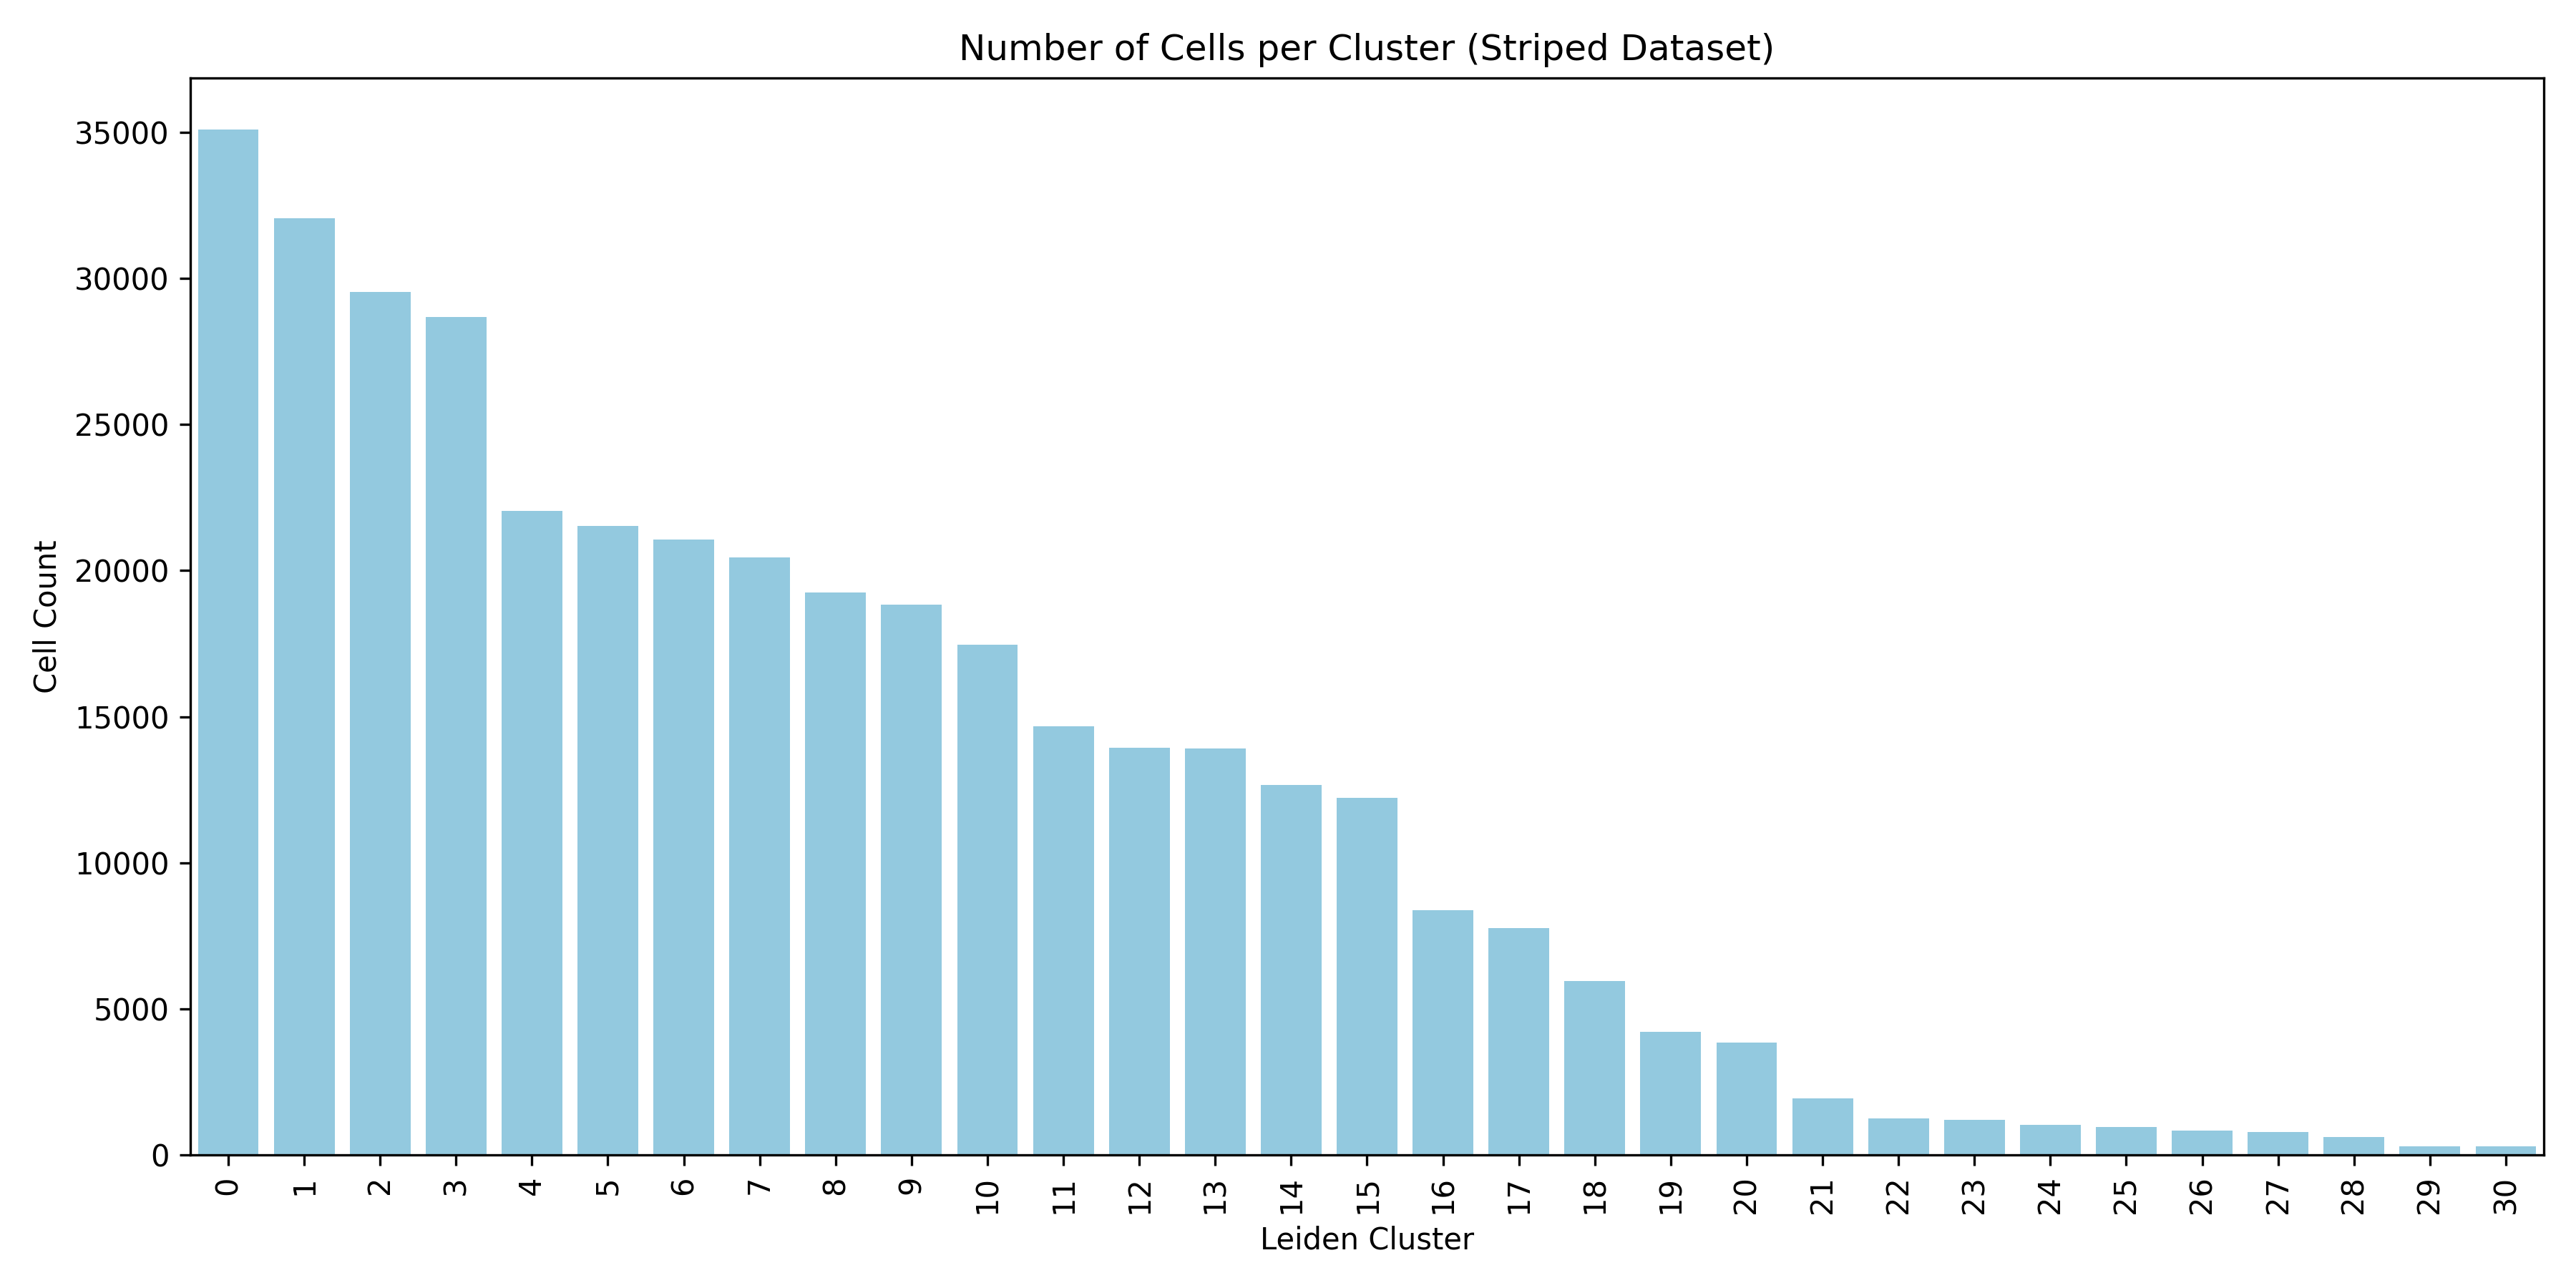 Number of Cells per Cluster (Striped Dataset)
35000
30000
25000
20000
15000
10000
5000
0
Cell Count
0 1 2 3 4 5 6 7 8 9 10 11 12 13 14 15 16 17 18 19 20 21 22 23 24 25 26 27 28 29 30
Leiden Cluster